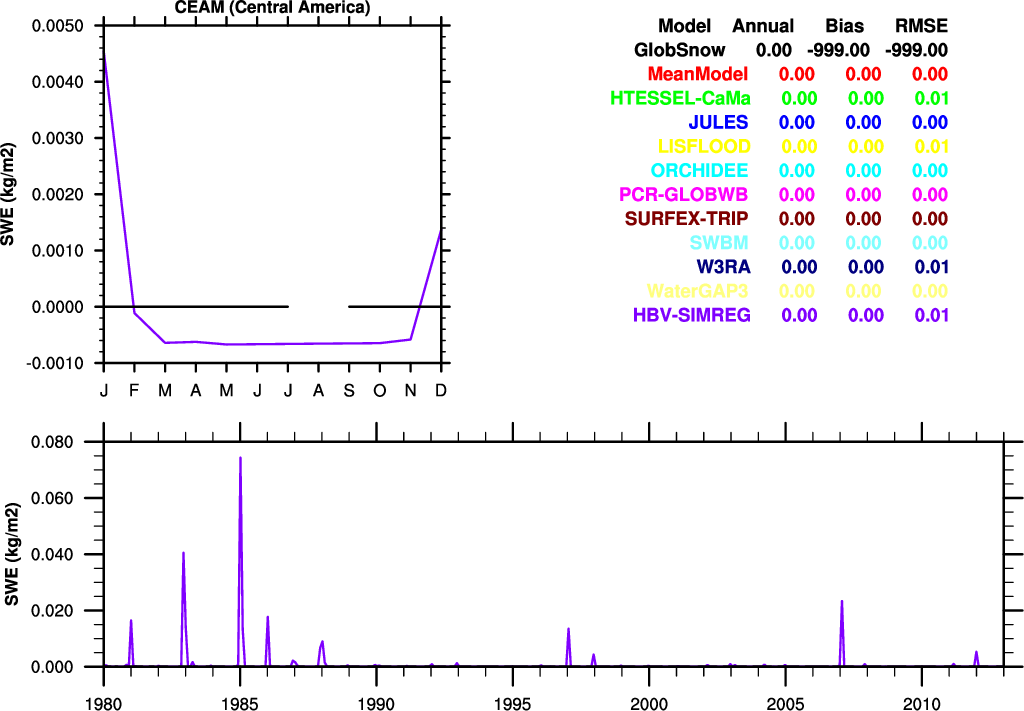 CEAM (Central America)
0.0050
0.0040
0.0030
0.0020
0.0010
0.0000
-0.0010
SWE (kg/m2)
J F M A M J J A S O N D
Model Annual Bias RMSE
GlobSnow 0.00 -999.00 -999.00
MeanModel 0.00 0.00 0.00
HTESSEL-CaMa 0.00 0.00 0.01
JULES 0.00 0.00 0.00
LISFLOOD 0.00 0.00 0.01
ORCHIDEE 0.00 0.00 0.00
PCR-GLOBWB 0.00 0.00 0.00
SURFEX-TRIP 0.00 0.00 0.00
SWBM 0.00 0.00 0.00
W3RA 0.00 0.00 0.01
WaterGAP3 0.00 0.00 0.00
HBV-SIMREG 0.00 0.00 0.01
0.080
0.060
0.040
0.020
0.000
SWE (kg/m2)
1980 1985 1990 1995 2000 2005 2010